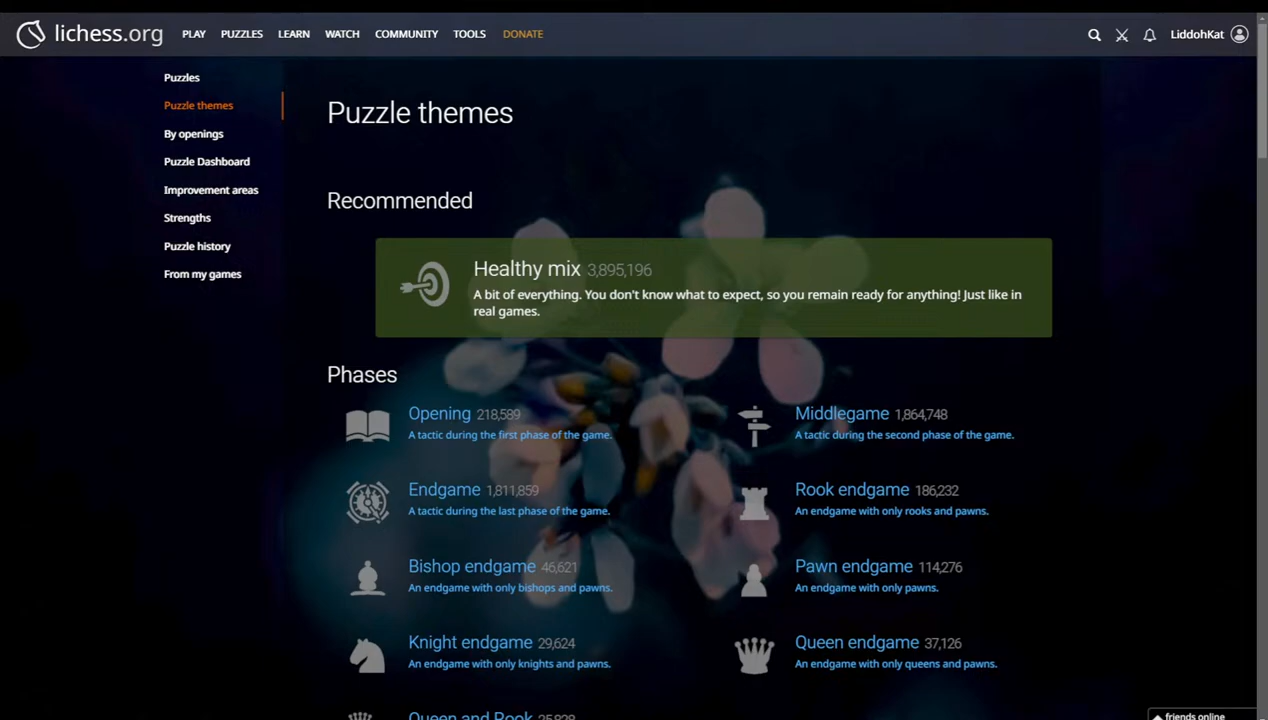 lichess.org PLAY PUZZLES LEARN WATCH COMMUNITY TOOLS DONATE LiddohKat
Puzzles
Puzzle themes
By openings
Puzzle Dashboard
Improvement areas
Strengths
Puzzle history
From my games
Puzzle themes
Recommended
Healthy mix 3,895,196
A bit of everything. You don't know what to expect, so you remain ready for anything! Just like in
real games.
Phases
Opening 218,589
A tactic during the first phase of the game.
Middlegame 1,864,748
A tactic during the second phase of the game.
Endgame 1,811,859
A tactic during the last phase of the game.
Rook endgame 186,232
An endgame with only rooks and pawns.
Bishop endgame 46,621
An endgame with only bishops and pawns.
Pawn endgame 114,276
An endgame with only pawns.
Knight endgame 29,624
An endgame with only knights and pawns.
Queen endgame 37,126
An endgame with only queens and pawns.
Queen and Rook 25,828
friends online